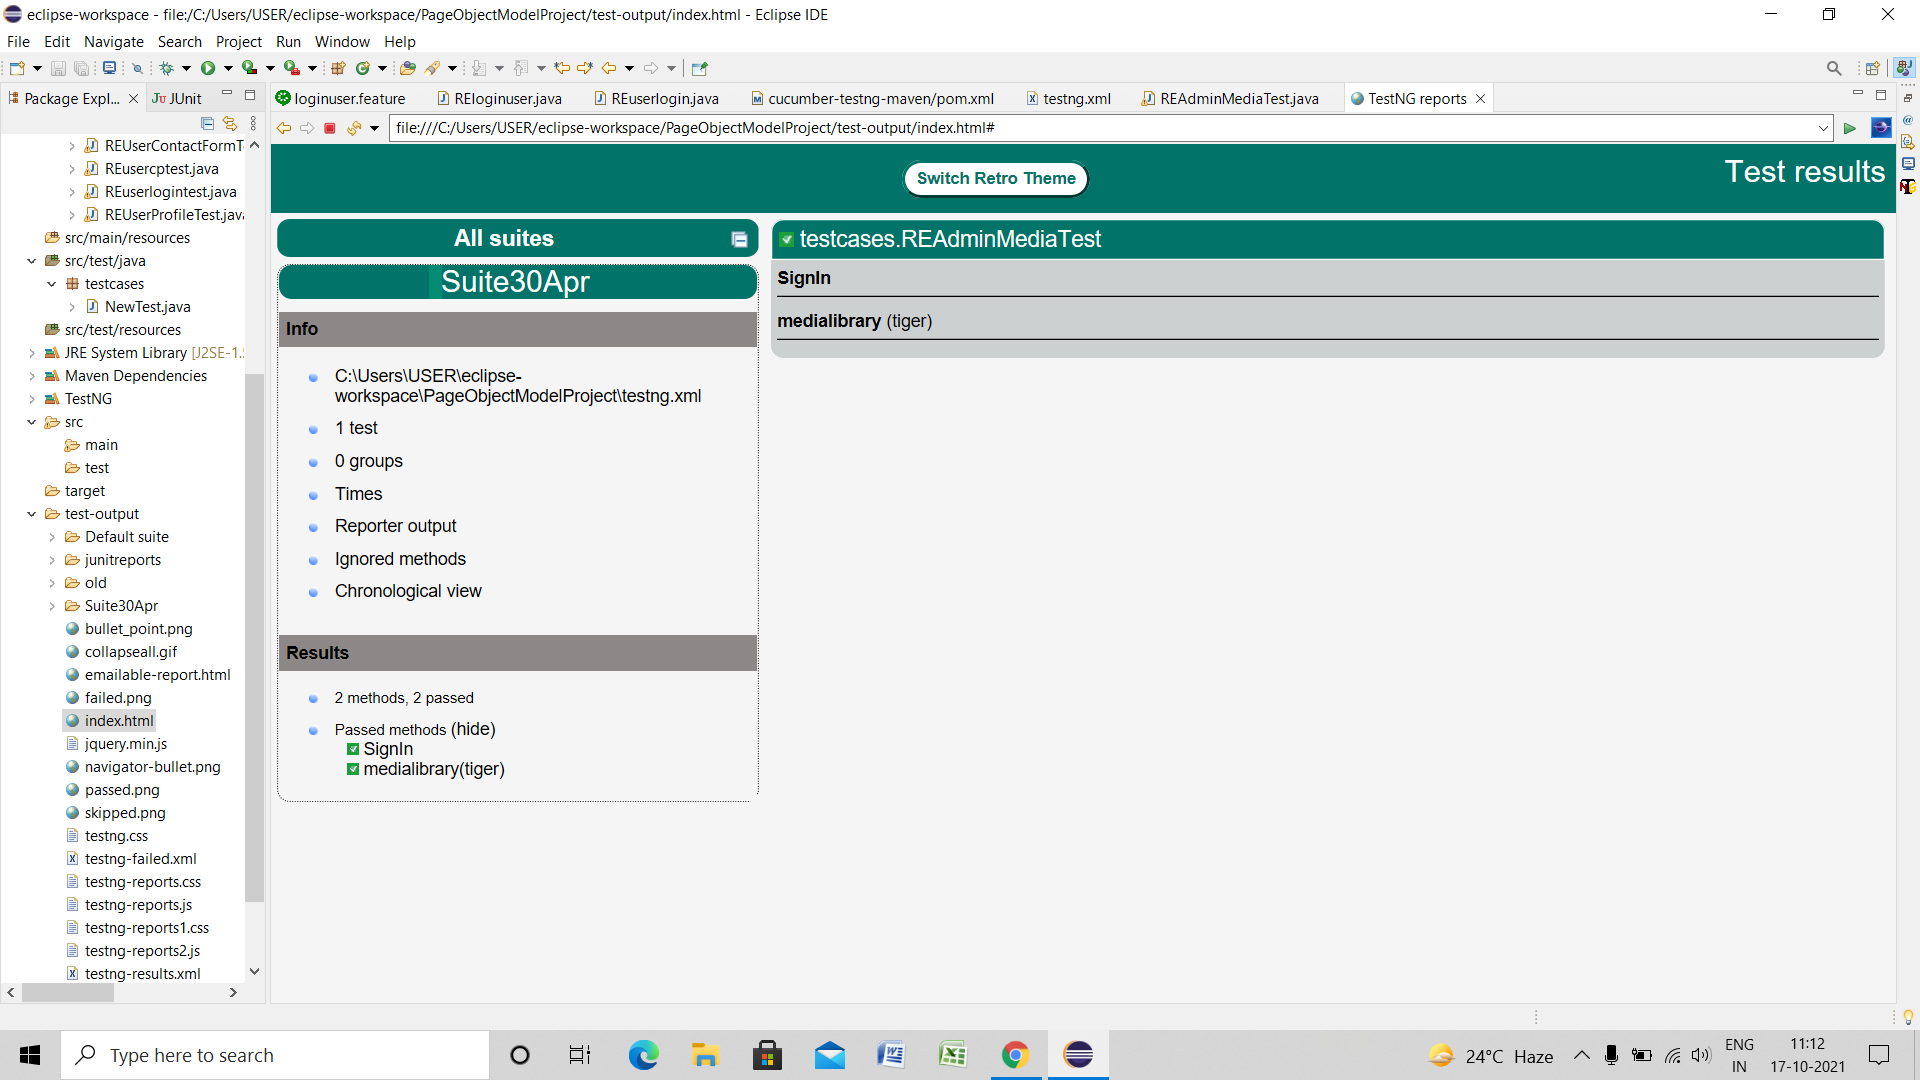 eclipse-workspace - file:/C:/Users/USER/eclipse-workspace/PageObjectModelProject/test-output/index.html - Eclipse IDE
File Edit Navigate Search Project Run Window Help
Package Expl... JUnit
loginuser.feature REloginuser.java REuserlogin.java cucumber-testng-maven/pom.xml testng.xml REAdminMediaTest.java TestNG reports
file:///C:/Users/USER/eclipse-workspace/PageObjectModelProject/test-output/index.html#
REUserContactFormT
REusercptest.java
REuserlogintest.java
REUserProfileTest.java
src/main/resources
src/test/java
testcases
NewTest.java
src/test/resources
JRE System Library [J2SE-1.5
Maven Dependencies
TestNG
src
main
test
target
test-output
Default suite
junitreports
old
Suite30Apr
bullet_point.png
collapseall.gif
emailable-report.html
failed.png
index.html
jquery.min.js
navigator-bullet.png
passed.png
skipped.png
testng.css
testng-failed.xml
testng-reports.css
testng-reports.js
testng-reports1.css
testng-reports2.js
testng-results.xml
Switch Retro Theme
Test results
All suites
Suite30Apr
Info
C:\Users\USER\eclipse-
workspace\PageObjectModelProject\testng.xml
1 test
0 groups
Times
Reporter output
Ignored methods
Chronological view
Results
2 methods, 2 passed
Passed methods (hide)
SignIn
medialibrary(tiger)
testcases.REAdminMediaTest
SignIn
medialibrary (tiger)
Type here to search
24°C Haze
ENG
IN
11:12
17-10-2021